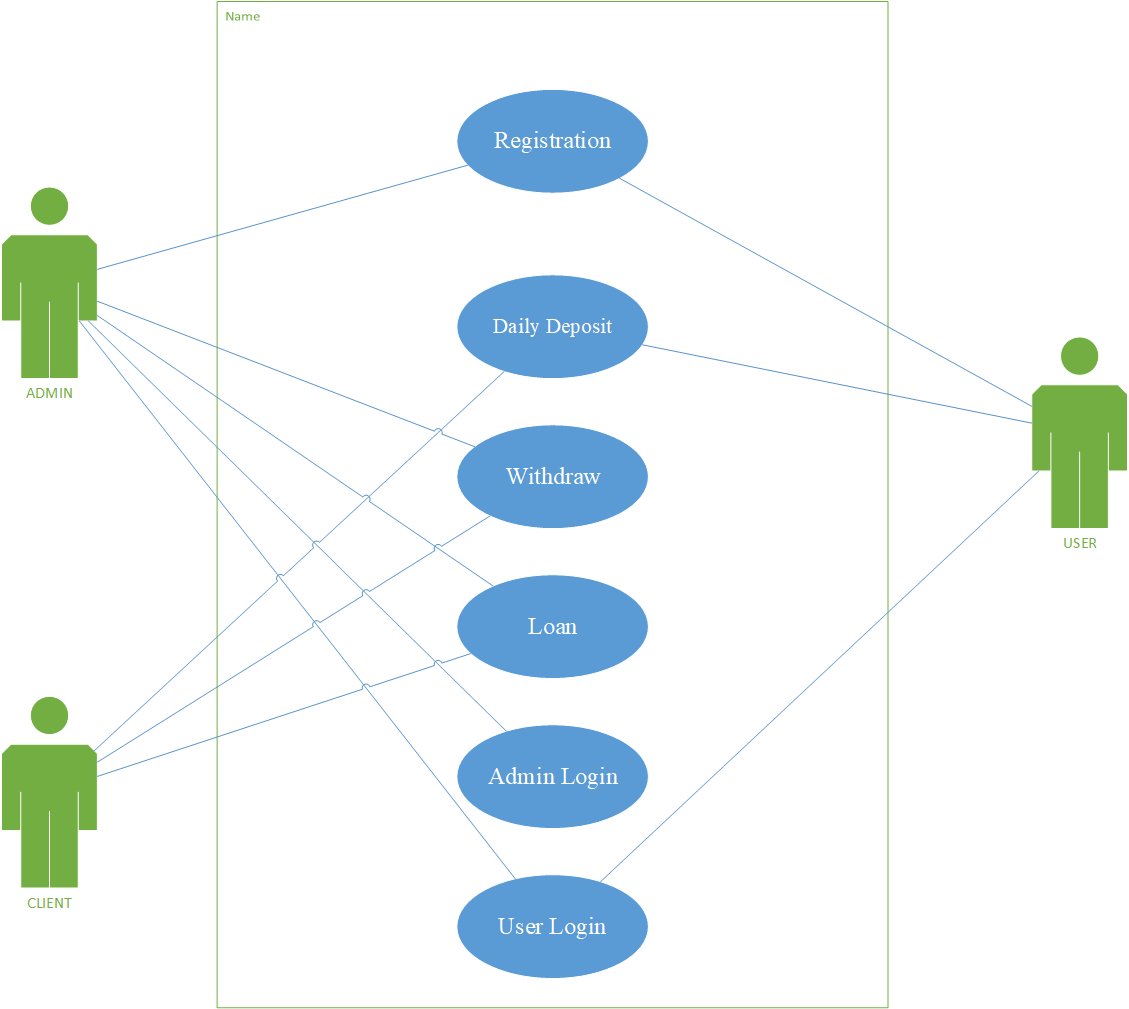 Name
Registration
ADMIN
Daily Deposit
Withdraw
USER
Loan
Admin Login
CLIENT
User Login